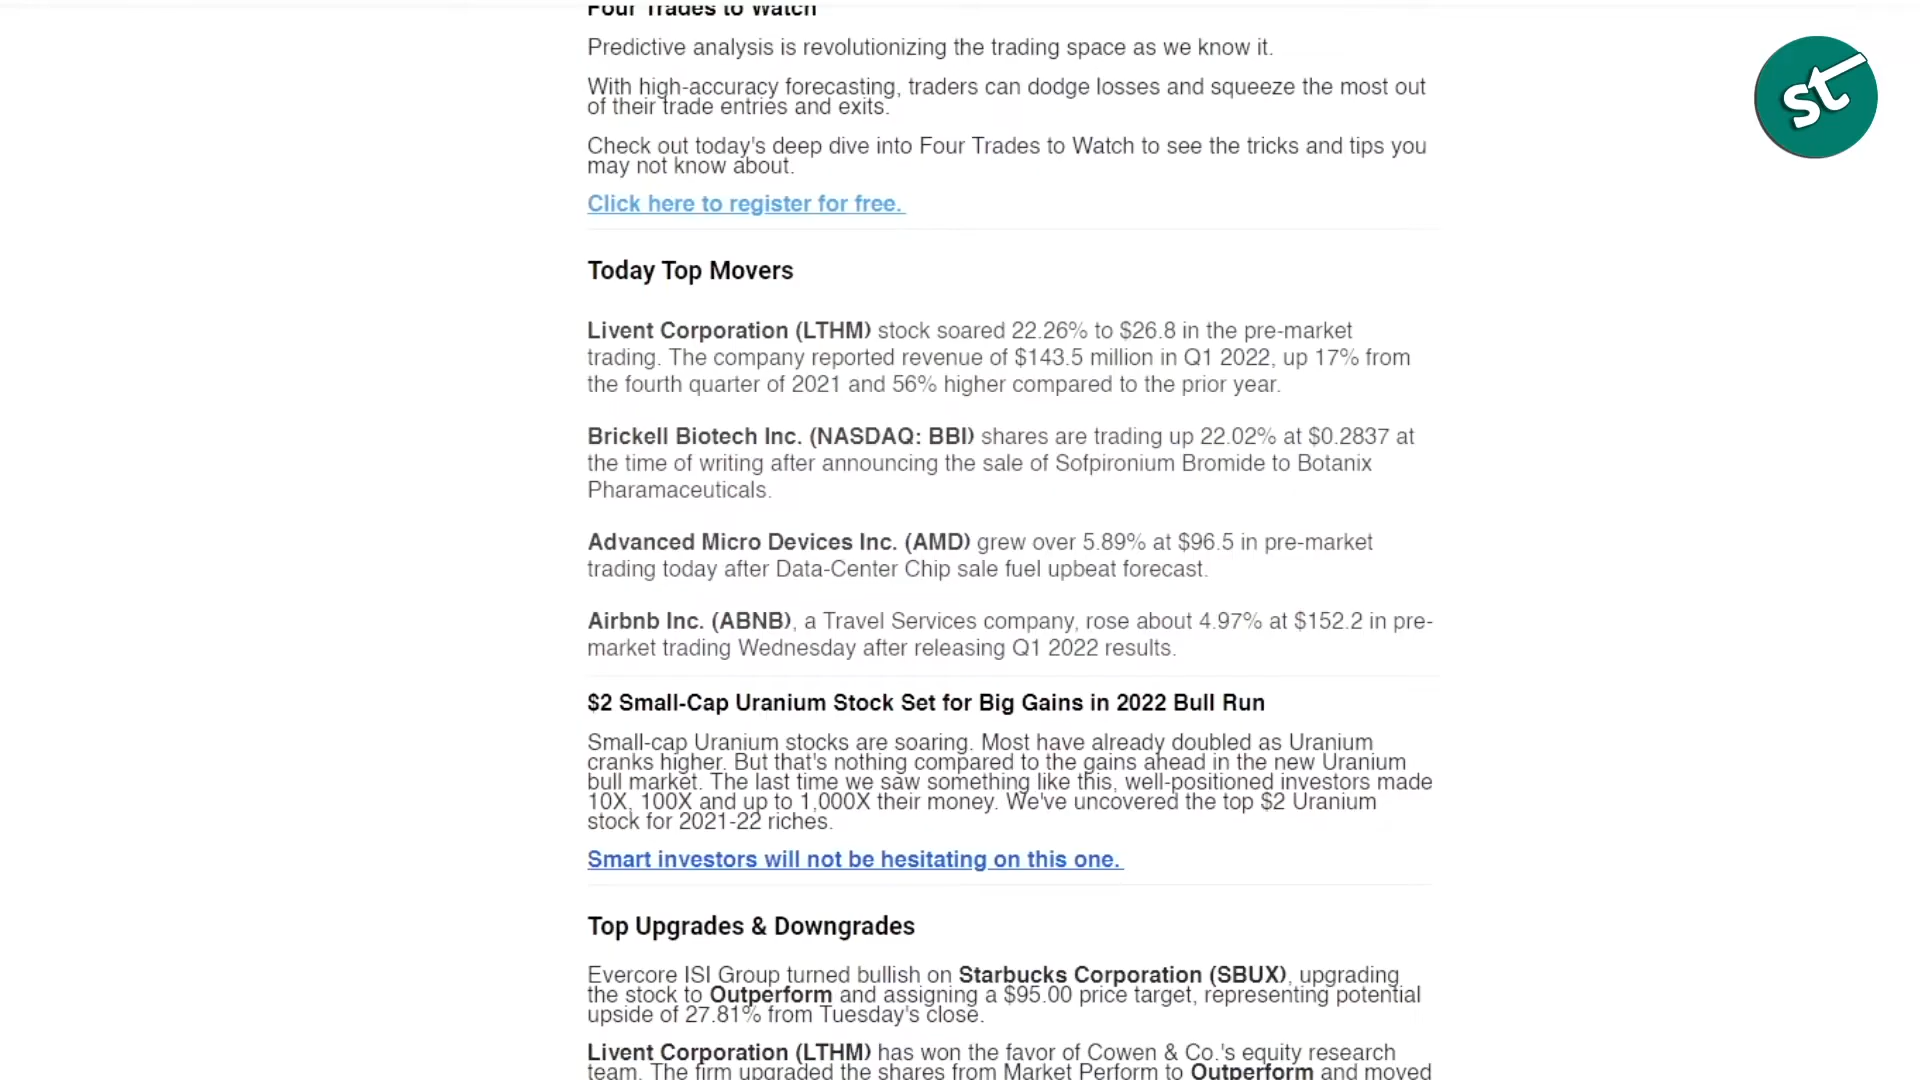 Four Trades to Watch
Predictive analysis is revolutionizing the trading space as we know it.
With high-accuracy forecasting, traders can dodge losses and squeeze the most out
of their trade entries and exits.
Check out today's deep dive into Four Trades to Watch to see the tricks and tips you
may not know about.
Click here to register for free.
st
Today Top Movers
Livent Corporation (LTHM) stock soared 22.26% to $26.8 in the pre-market
trading. The company reported revenue of $143.5 million in Q1 2022, up 17% from
the fourth quarter of 2021 and 56% higher compared to the prior year.
Brickell Biotech Inc. (NASDAQ: BBI) shares are trading up 22.02% at $0.2837 at
the time of writing after announcing the sale of Sofpironium Bromide to Botanix
Pharamaceuticals.
Advanced Micro Devices Inc. (AMD) grew over 5.89% at $96.5 in pre-market
trading today after Data-Center Chip sale fuel upbeat forecast.
Airbnb Inc. (ABNB), a Travel Services company, rose about 4.97% at $152.2 in pre-
market trading Wednesday after releasing Q1 2022 results.
$2 Small-Cap Uranium Stock Set for Big Gains in 2022 Bull Run
Small-cap Uranium stocks are soaring. Most have already doubled as Uranium
cranks higher. But that's nothing compared to the gains ahead in the new Uranium
bull market. The last time we saw something like this, well-positioned investors made
10X, 100X and up to 1,000X their money. We've uncovered the top $2 Uranium
stock for 2021-22 riches.
Smart investors will not be hesitating on this one.
Top Upgrades & Downgrades
Evercore ISI Group turned bullish on Starbucks Corporation (SBUX), upgrading
the stock to Outperform and assigning a $95.00 price target, representing potential
upside of 27.81% from Tuesday's close.
Livent Corporation (LTHM) has won the favor of Cowen & Co.'s equity research
team. The firm upgraded the shares from Market Perform to Outperform and moved